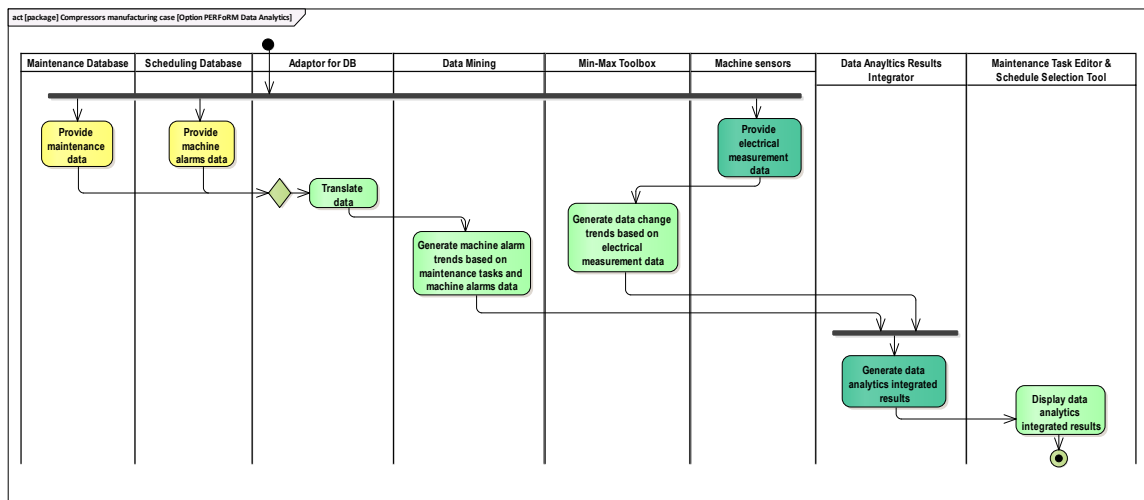 act [package] Compressors manufacturing case [Option PERFoRM Data Analytics]
Maintenance Database
Scheduling Database
Adaptor for DB
Data Mining
Min-Max Toolbox
Machine sensors
Data Anayltics Results
Integrator
Maintenance Task Editor &
Schedule Selection Tool
Provide
maintenance
data
Provide
machine
alarms data
Provide
electrical
measurement
data
Translate
data
Generate machine alarm
trends based on
maintenance tasks and
machine alarms data
Generate data change
trends based on
electrical
measurement data
Generate data
analytics integrated
results
Display data
analytics
integrated results